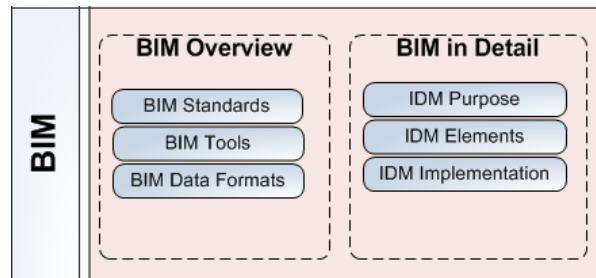 BIM
BIM Overview
BIM Standards
BIM Tools
BIM Data Formats
BIM in Detail
IDM Purpose
IDM Elements
IDM Implementation